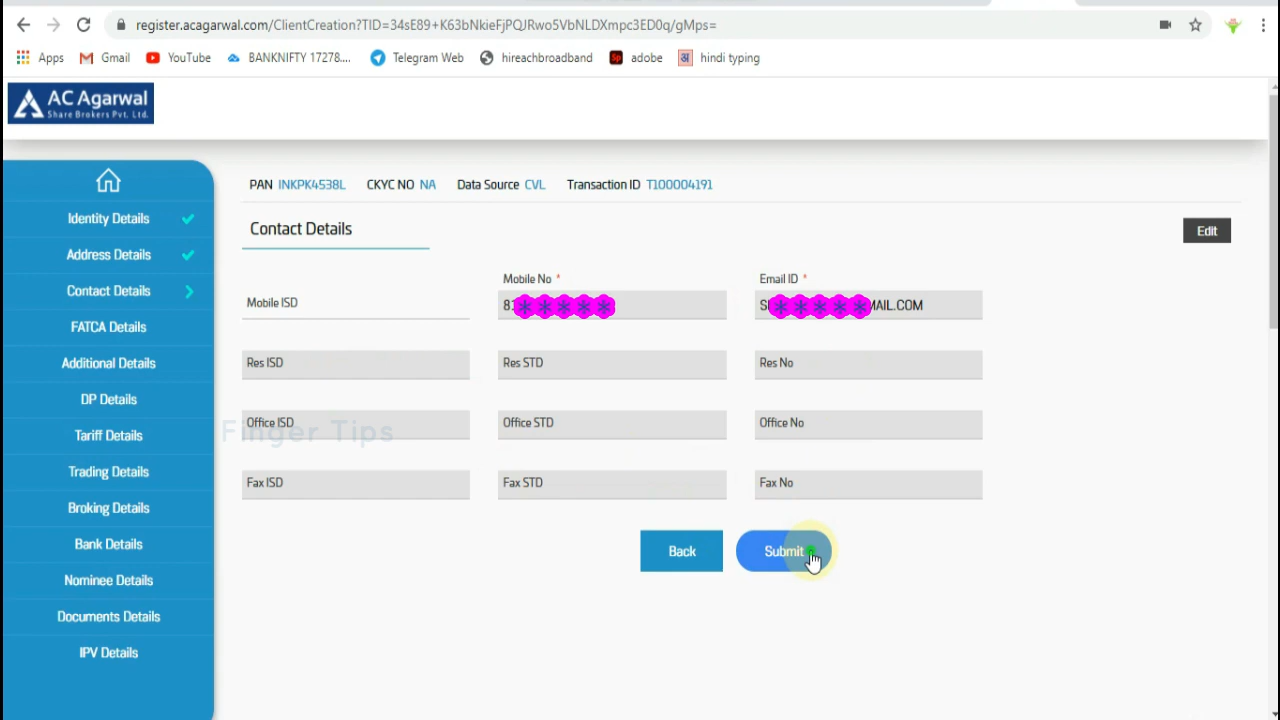 register.acagarwal.com/ClientCreation?TID=34sE89+K63bNkieFjPQJRwo5VbNLDXmpc3ED0q/gMps=
Apps Gmail YouTube BANKNIFTY 17278.... Telegram Web hireachbroadband Sp adobe अ hindi typing
AC Agarwal
Share Brokers Pvt. Ltd.
PAN INKPK4538L CKYC NO NA Data Source CVL Transaction ID T100004191
Identity Details
Address Details
Contact Details
FATCA Details
Additional Details
DP Details
Tariff Details
Trading Details
Broking Details
Bank Details
Nominee Details
Documents Details
IPV Details
Contact Details
Edit
Mobile ISD
Mobile No *
81*****
Email ID *
S*****MAIL.COM
Res ISD Res STD Res No
Office ISD Office STD Office No
Finger Tips
Fax ISD Fax STD Fax No
Back Submit